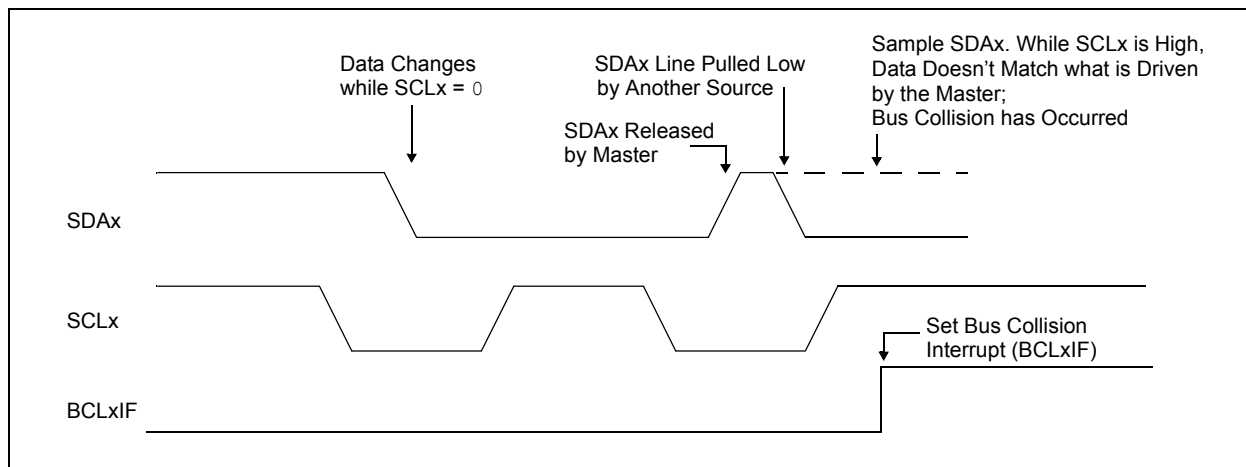 Data Changes
while SCLx = 0
SDAx Line Pulled Low
by Another Source
SDAx Released
by Master
Sample SDAx. While SCLx is High,
Data Doesn’t Match what is Driven
by the Master;
Bus Collision has Occurred
SDAx
SCLx
Set Bus Collision
Interrupt (BCLxIF)
BCLxIF